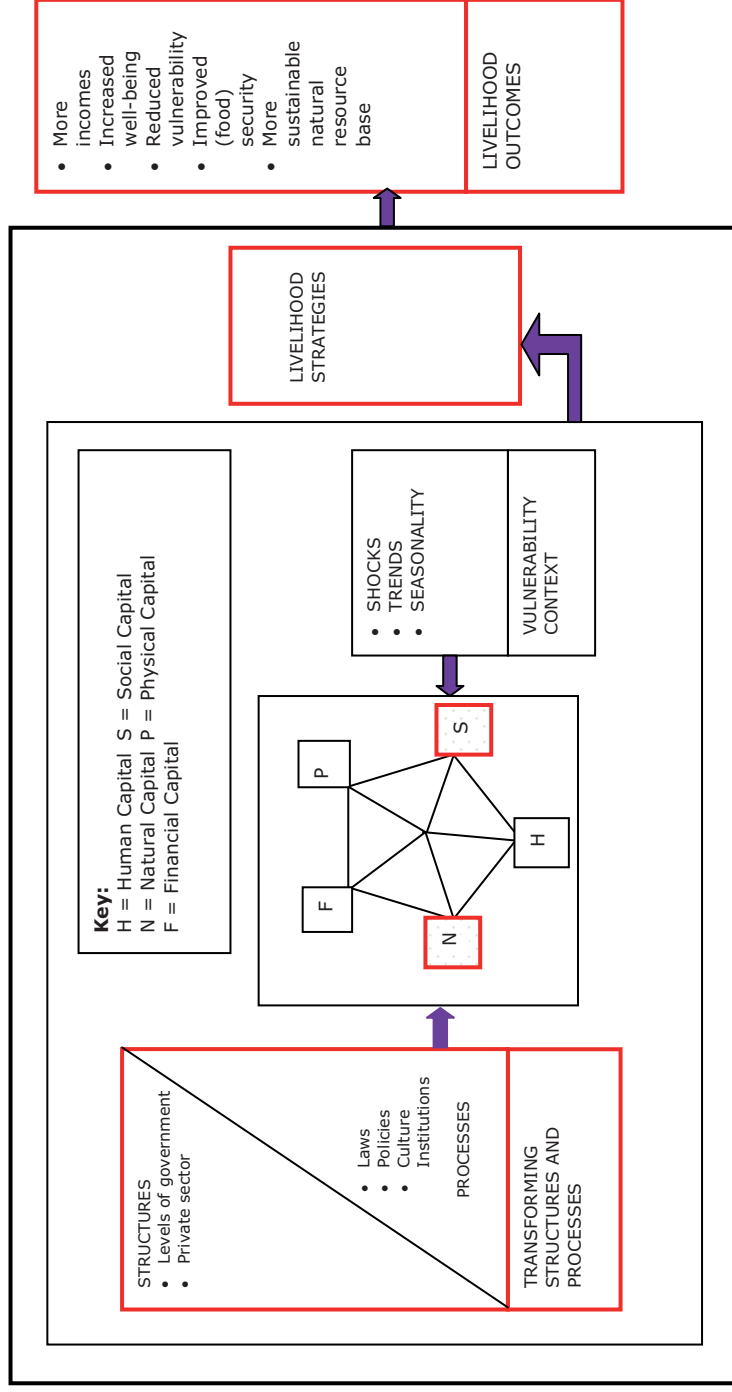 Key:
H = Human Capital S = Social Capital
N = Natural Capital P = Physical Capital
F = Financial Capital
STRUCTURES
• Levels of government
• Private sector
• Laws
• Policies
• Culture
Institutions
PROCESSES
TRANSFORMING
STRUCTURES AND
PROCESSES
F
P
N
S
H
• SHOCKS
• TRENDS
• SEASONALITY
VULNERABILITY
CONTEXT
LIVELIHOOD
STRATEGIES
• More
incomes
• Increased
well-being
• Reduced
vulnerability
• Improved
(food)
security
• More
sustainable
natural
resource
base
LIVELIHOOD
OUTCOMES